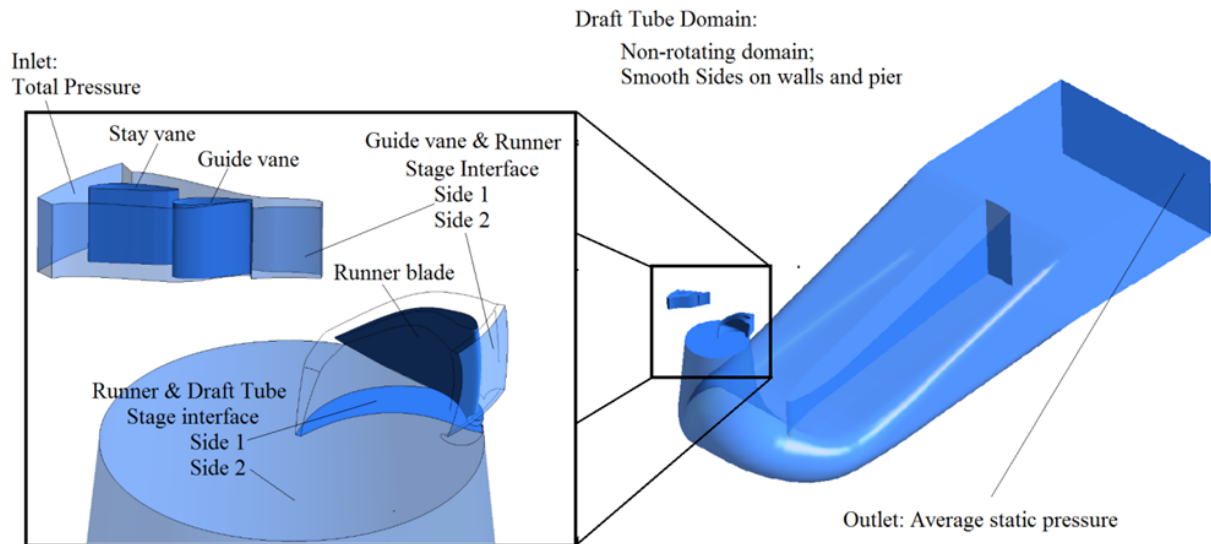 Draft Tube Domain:
Non-rotating domain;
Smooth Sides on walls and pier
Inlet:
Total Pressure
Stay vane
Guide vane
Guide vane & Runner
Stage Interface
Side 1
Side 2
Runner blade
Runner & Draft Tube
Stage interface
Side 1
Side 2
Outlet: Average static pressure